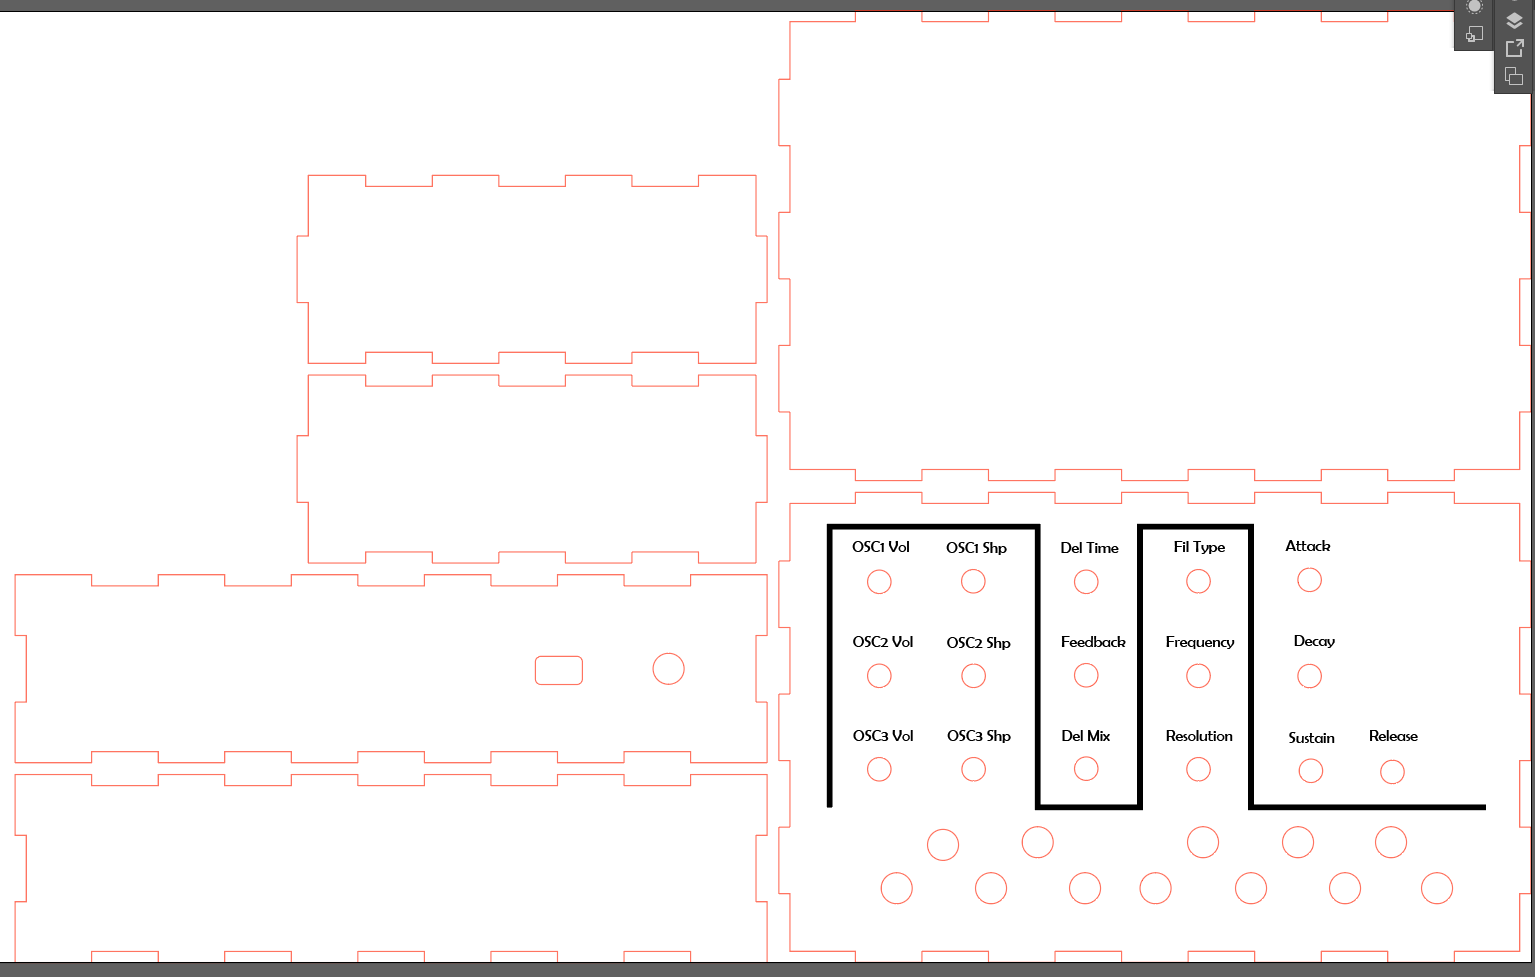 OSC1 Vol
OSC1 Shp
Del Time
Fil Type
Attack
OSC2 Vol
OSC2 Shp
Feedback
Frequency
Decay
OSC3 Vol
OSC3 Shp
Del Mix
Resolution
Sustain
Release